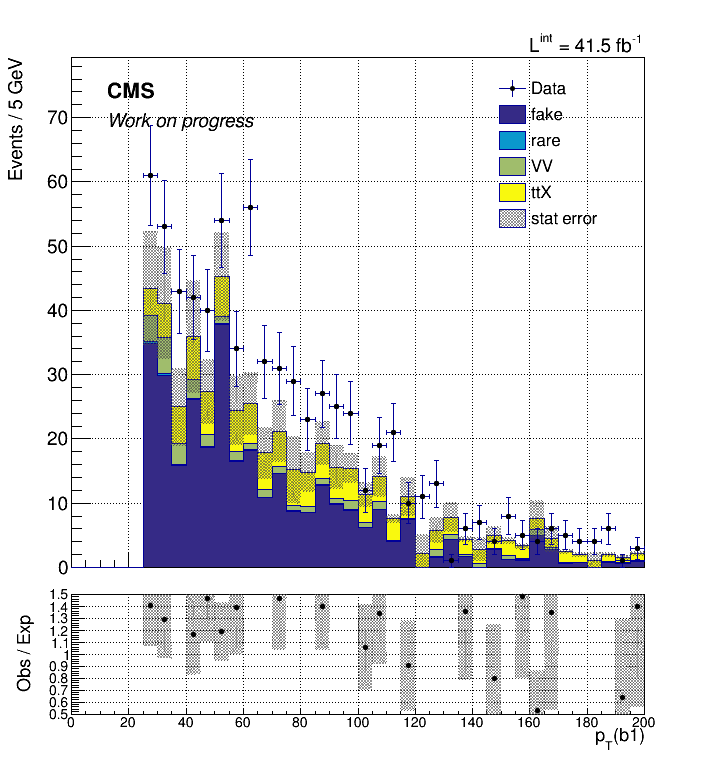 L^int = 41.5 fb^-1
Events / 5 GeV
CMS
Work on progress
Data
fake
rare
VV
ttX
stat error
70
60
50
40
30
20
10
0
Obs / Exp
1.5
1.4
1.3
1.2
1.1
1
0.9
0.8
0.7
0.6
0.5
0 20 40 60 80 100 120 140 160 180 200
p_T(b1)